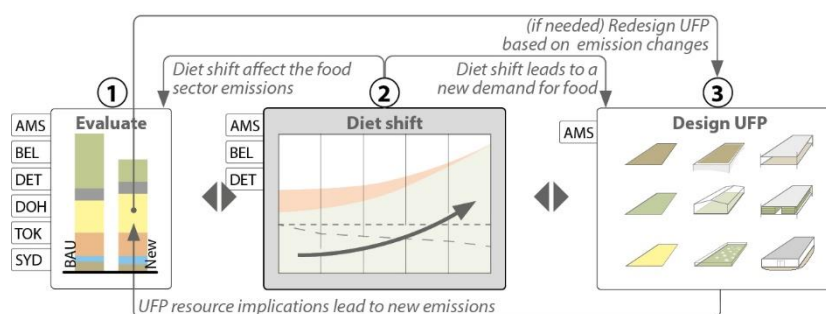 (if needed) Redesign UFP
based on emission changes
Diet shift affect the food
sector emissions
Diet shift leads to a
new demand for food
1
2
3
AMS
BEL
DET
DOH
TOK
SYD
Evaluate
BAU
New
AMS
BEL
DET
Diet shift
AMS
Design UFP
UFP resource implications lead to new emissions